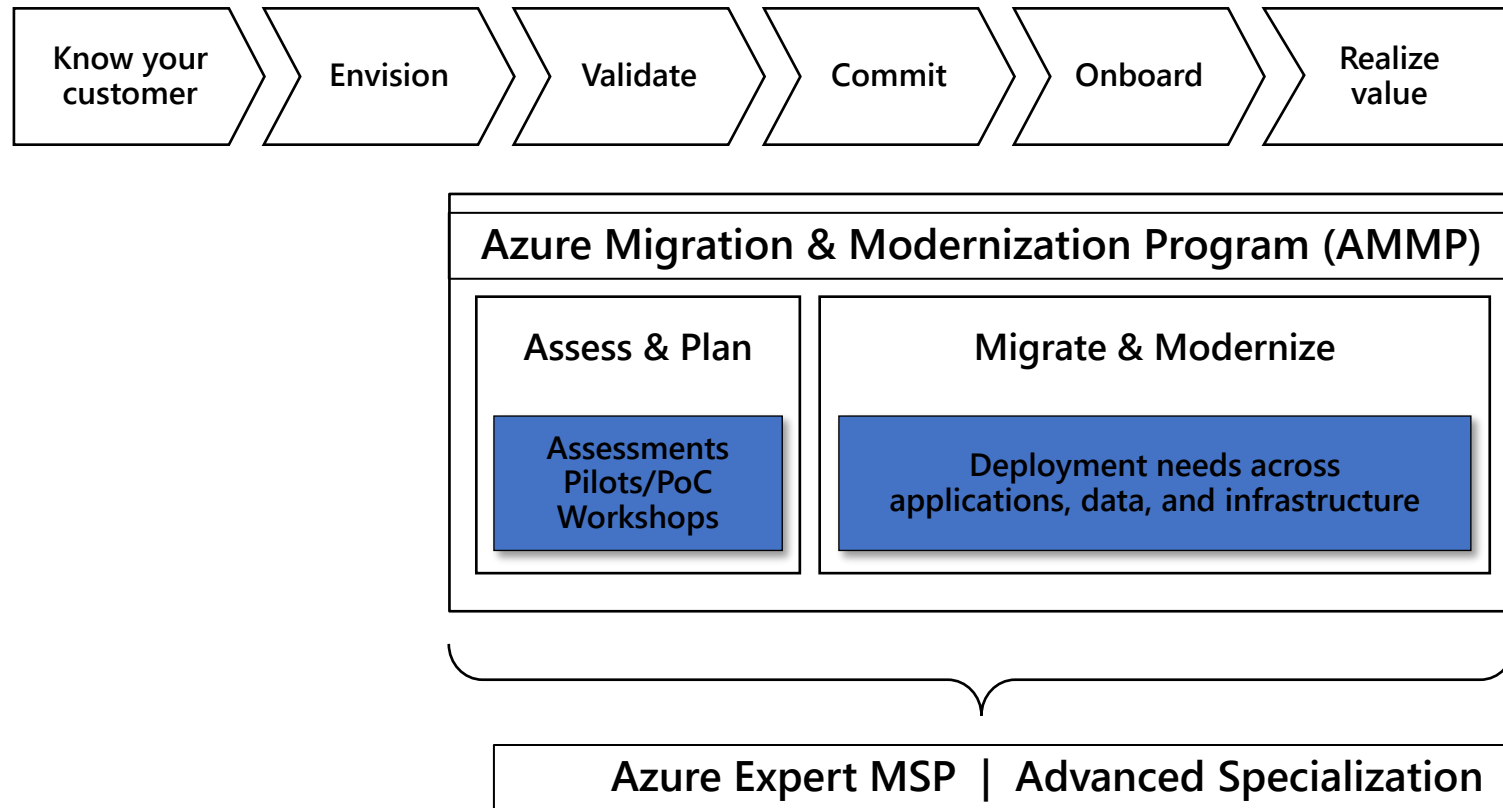 Know your
customer
Envision
Validate
Commit
Onboard
Realize
value
Azure Migration & Modernization Program (AMMP)
Assess & Plan
Migrate & Modernize
Assessments
Pilots/PoC
Workshops
Deployment needs across
applications, data, and infrastructure
Azure Expert MSP | Advanced Specialization